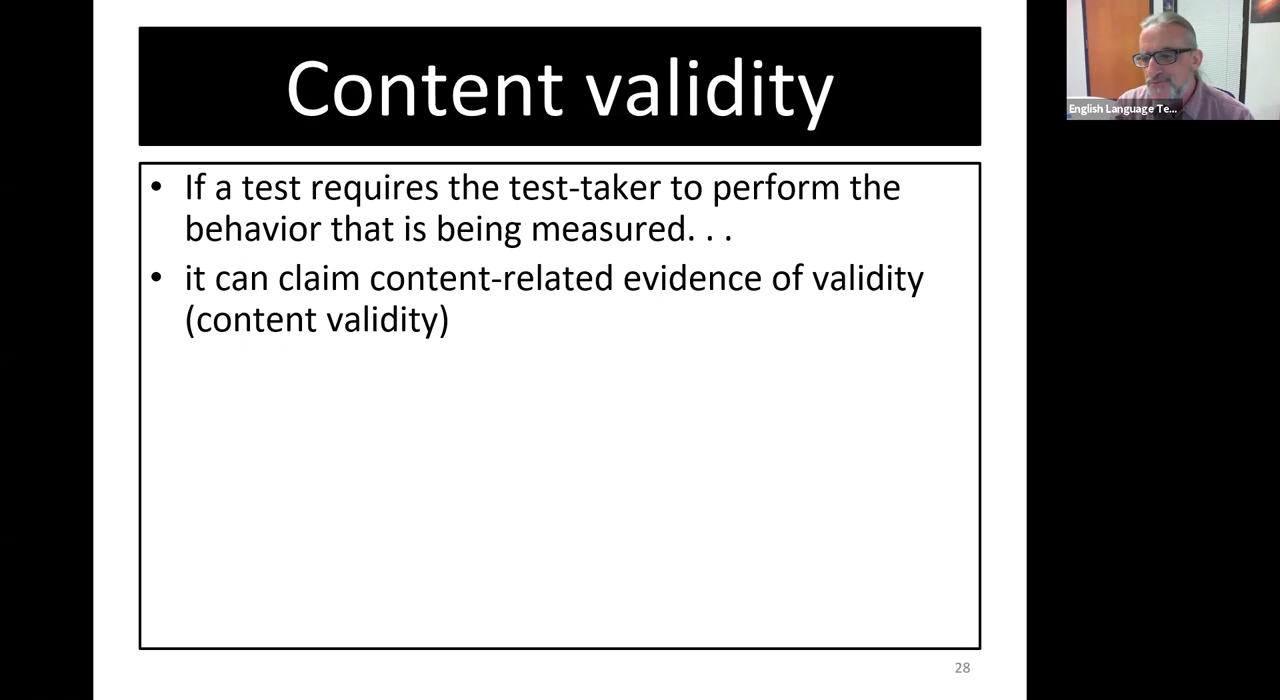 Content validity
• If a test requires the test-taker to perform the
behavior that is being measured. . .
• it can claim content-related evidence of validity
(content validity)
28
English Language Te...